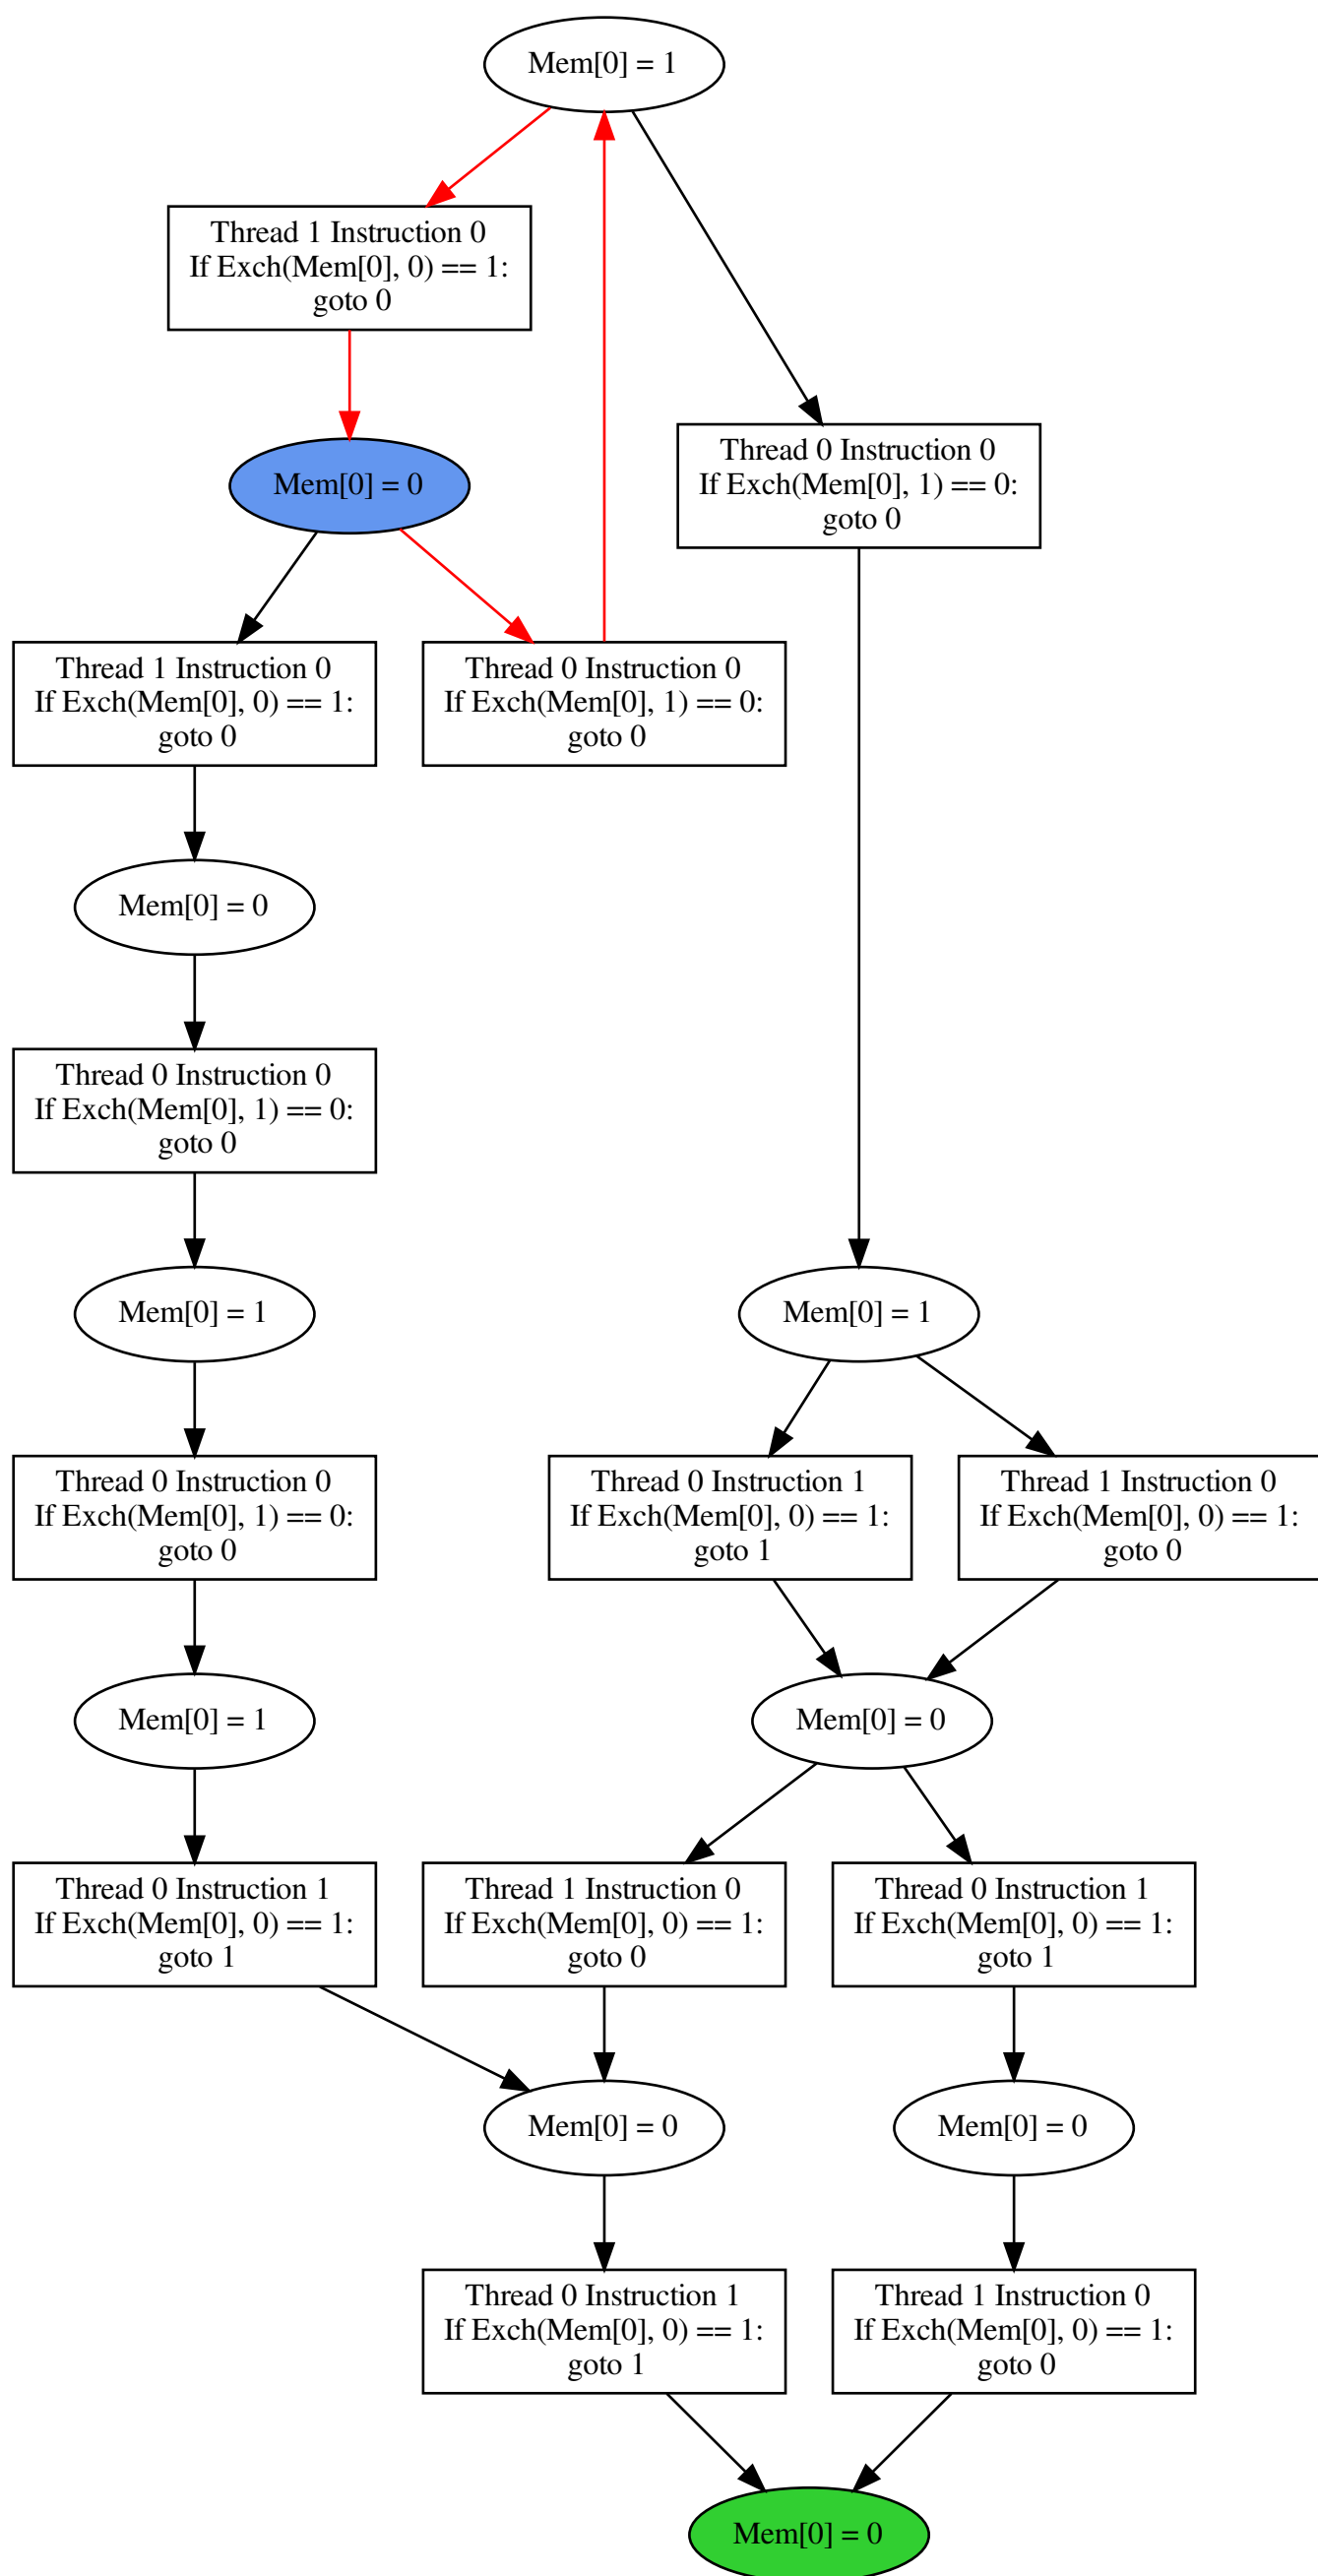 Mem[0] = 1
Thread 1 Instruction 0
If Exch(Mem[0], 0) == 1:
goto 0
Thread 0 Instruction 0
If Exch(Mem[0], 1) == 0:
goto 0
Mem[0] = 0
Thread 1 Instruction 0
If Exch(Mem[0], 0) == 1:
goto 0
Thread 0 Instruction 0
If Exch(Mem[0], 1) == 0:
goto 0
Mem[0] = 0
Thread 0 Instruction 0
If Exch(Mem[0], 1) == 0:
goto 0
Mem[0] = 1
Mem[0] = 1
Thread 0 Instruction 0
If Exch(Mem[0], 1) == 0:
goto 0
Thread 0 Instruction 1
If Exch(Mem[0], 0) == 1:
goto 1
Thread 1 Instruction 0
If Exch(Mem[0], 0) == 1:
goto 0
Mem[0] = 1
Mem[0] = 0
Thread 0 Instruction 1
If Exch(Mem[0], 0) == 1:
goto 1
Thread 1 Instruction 0
If Exch(Mem[0], 0) == 1:
goto 0
Thread 0 Instruction 1
If Exch(Mem[0], 0) == 1:
goto 1
Mem[0] = 0
Mem[0] = 0
Thread 0 Instruction 1
If Exch(Mem[0], 0) == 1:
goto 1
Thread 1 Instruction 0
If Exch(Mem[0], 0) == 1:
goto 0
Mem[0] = 0